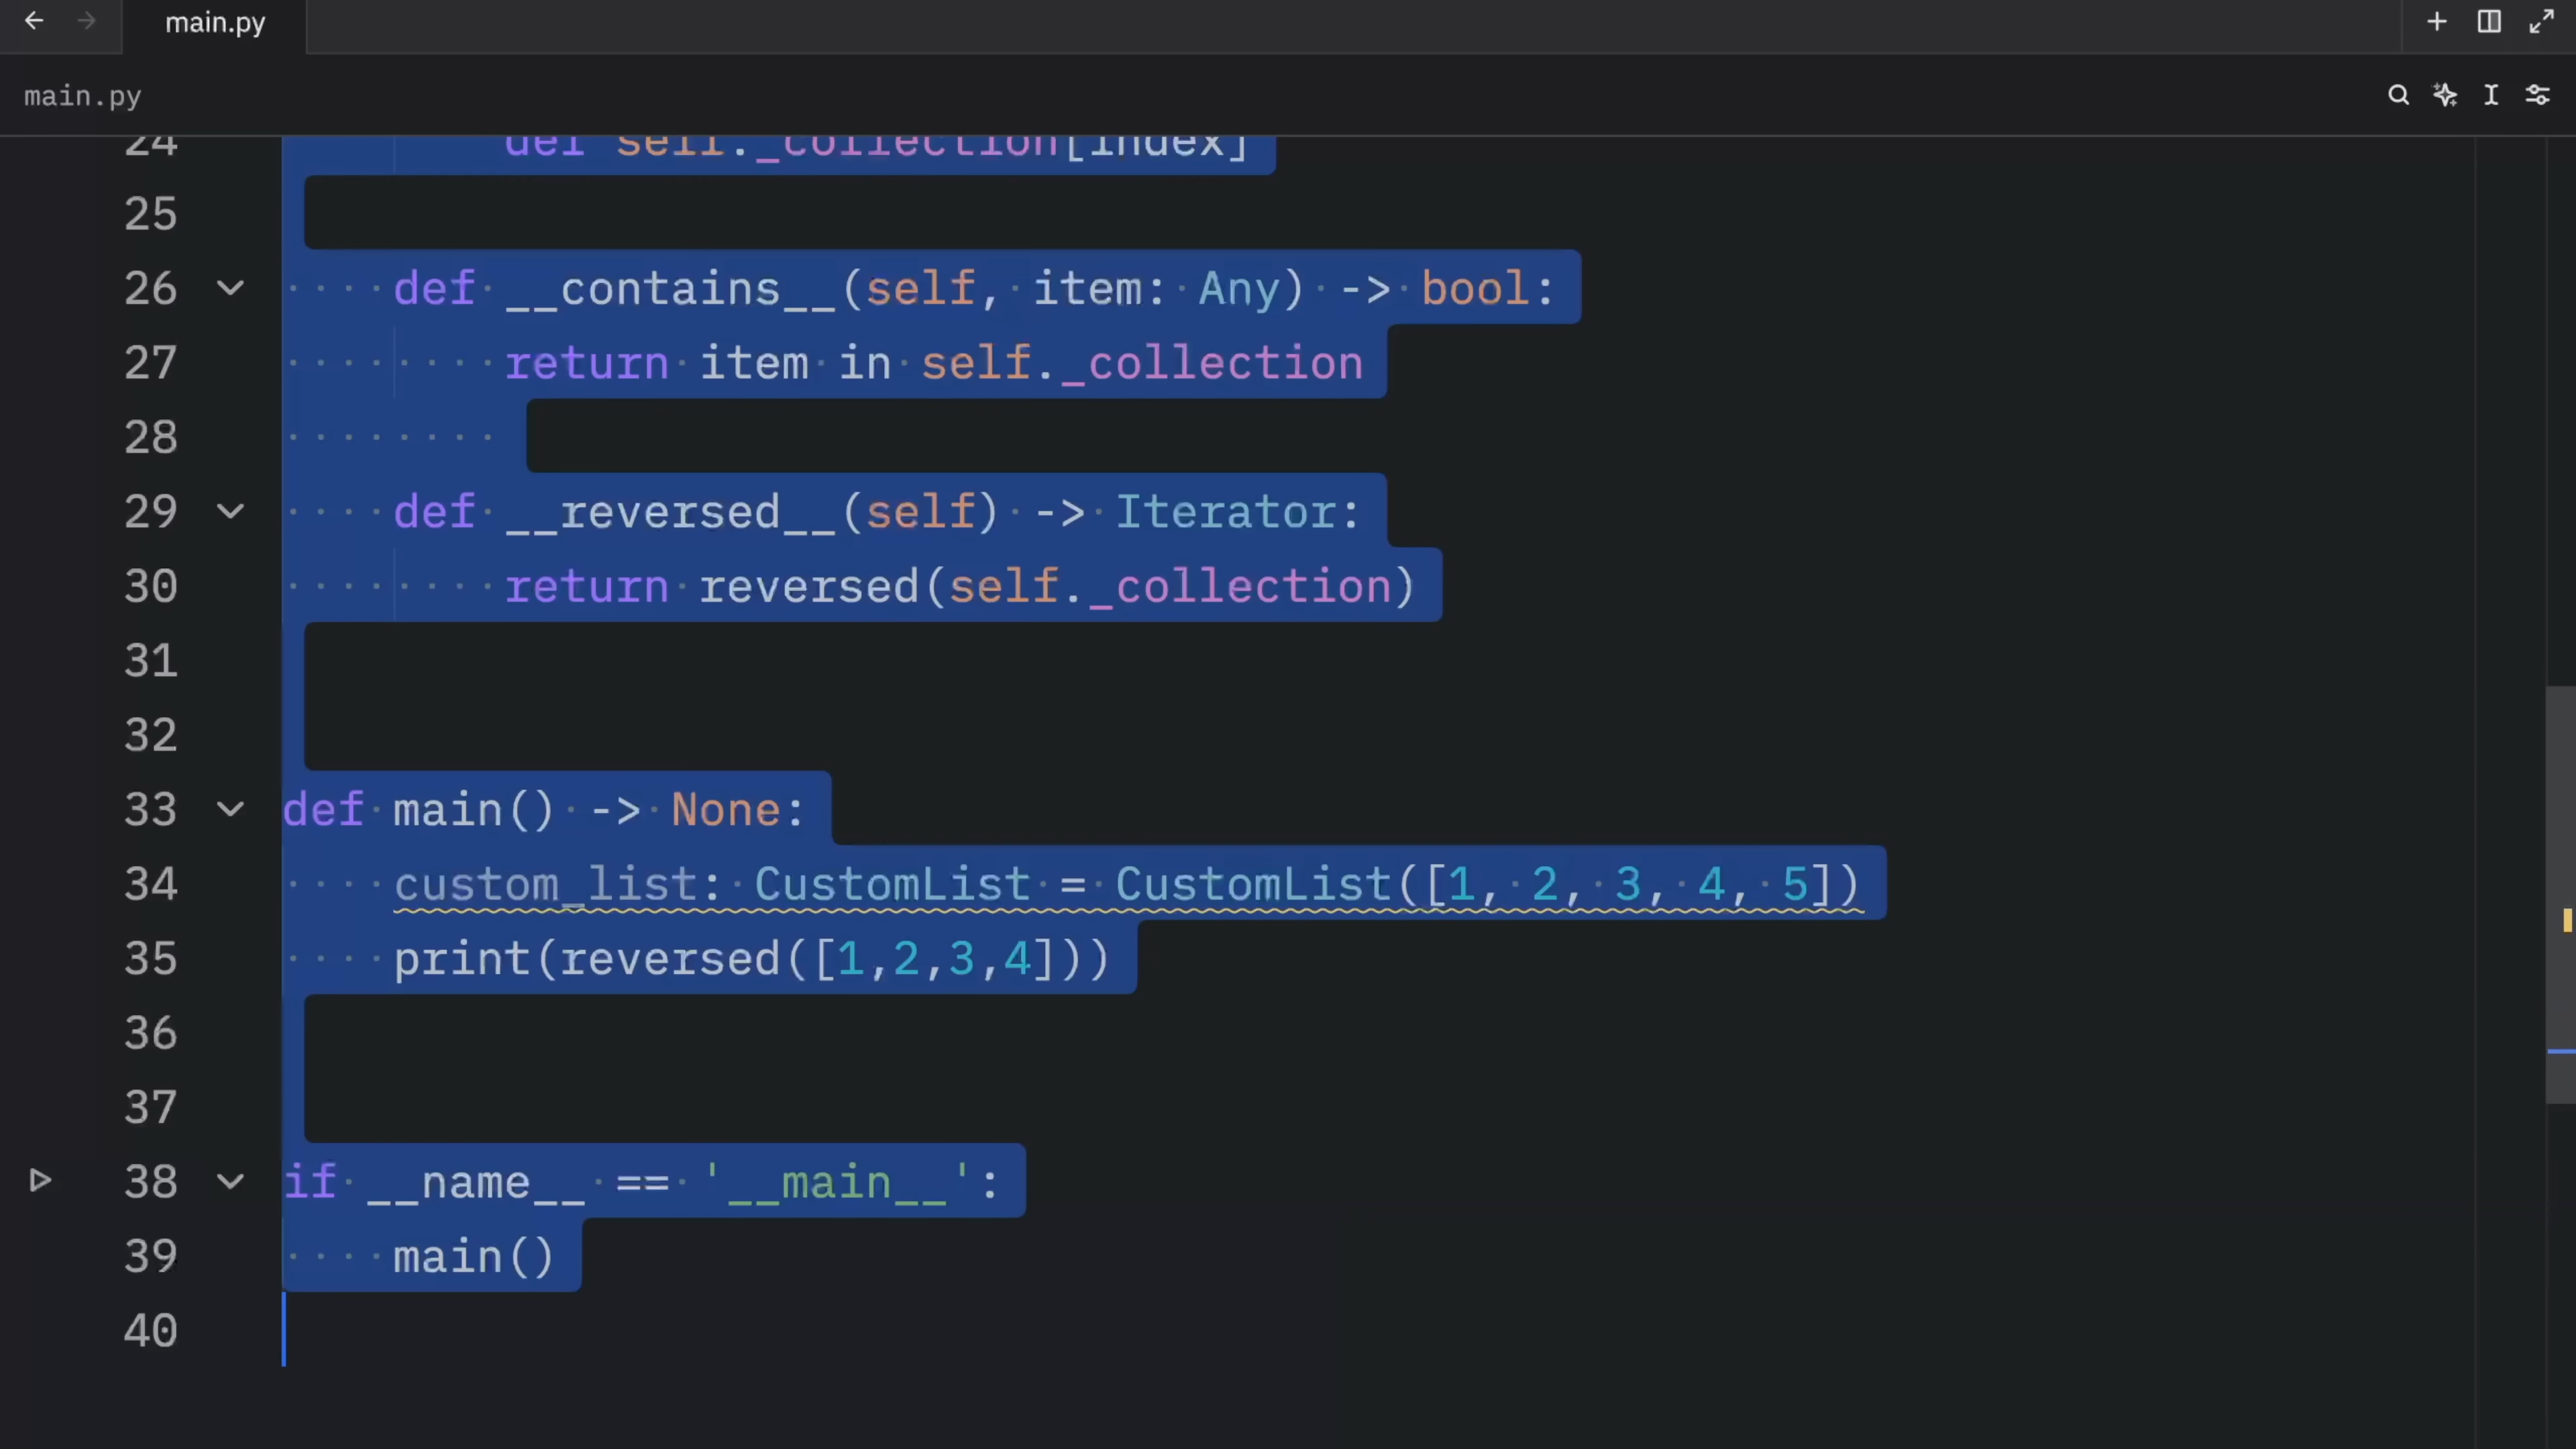 main.py
main.py
24 def self._collection[index]
25
26 def __contains__(self, item: Any) -> bool:
27 return item in self._collection
28
29 def __reversed__(self) -> Iterator:
30 return reversed(self._collection)
31
32
33 def main() -> None:
34 custom_list: CustomList = CustomList([1, 2, 3, 4, 5])
35 print(reversed([1,2,3,4]))
36
37
38 if __name__ == '__main__':
39 main()
40